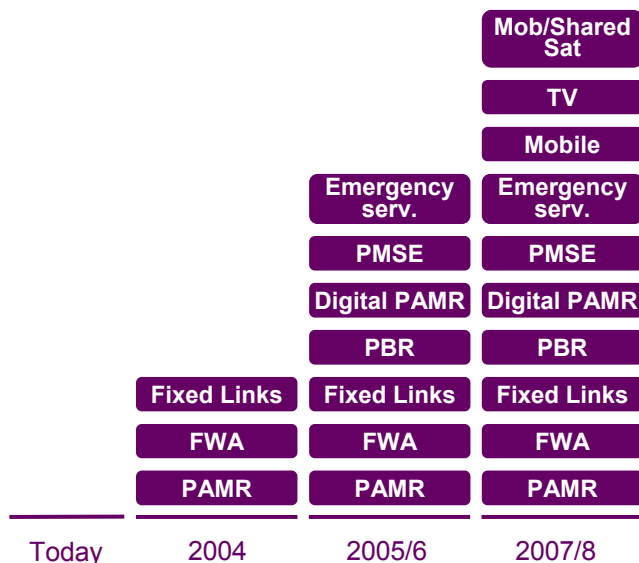 Mob/Shared
Sat
TV
Mobile
Emergency
serv.
Emergency
serv.
PMSE
PMSE
Digital PAMR
Digital PAMR
PBR
PBR
Fixed Links
Fixed Links
Fixed Links
FWA
FWA
FWA
PAMR
PAMR
PAMR
Today
2004
2005/6
2007/8